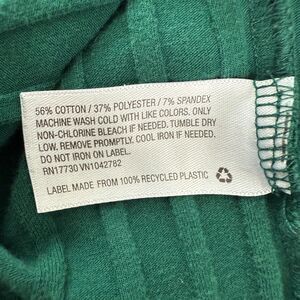 56% COTTON / 37% POLYESTER / 7% SPANDEX
MACHINE WASH COLD WITH LIKE COLORS. ONLY
NON-CHLORINE BLEACH IF NEEDED. TUMBLE DRY
LOW. REMOVE PROMPTLY. COOL IRON IF NEEDED.
DO NOT IRON ON LABEL.
RN17730 VN1042782
LABEL MADE FROM 100% RECYCLED PLASTIC